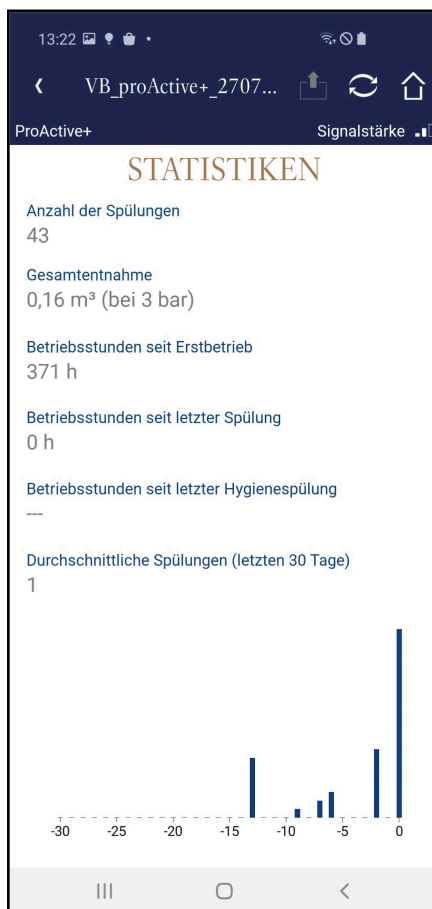 13:22
VB_proActive+_2707...
ProActive+ Signalstärke
STATISTIKEN
Anzahl der Spülungen
43
Gesamtentnahme
0,16 m³ (bei 3 bar)
Betriebsstunden seit Erstbetrieb
371 h
Betriebsstunden seit letzter Spülung
0 h
Betriebsstunden seit letzter Hygienespülung
---
Durchschnittliche Spülungen (letzten 30 Tage)
1
-30 -25 -20 -15 -10 -5 0